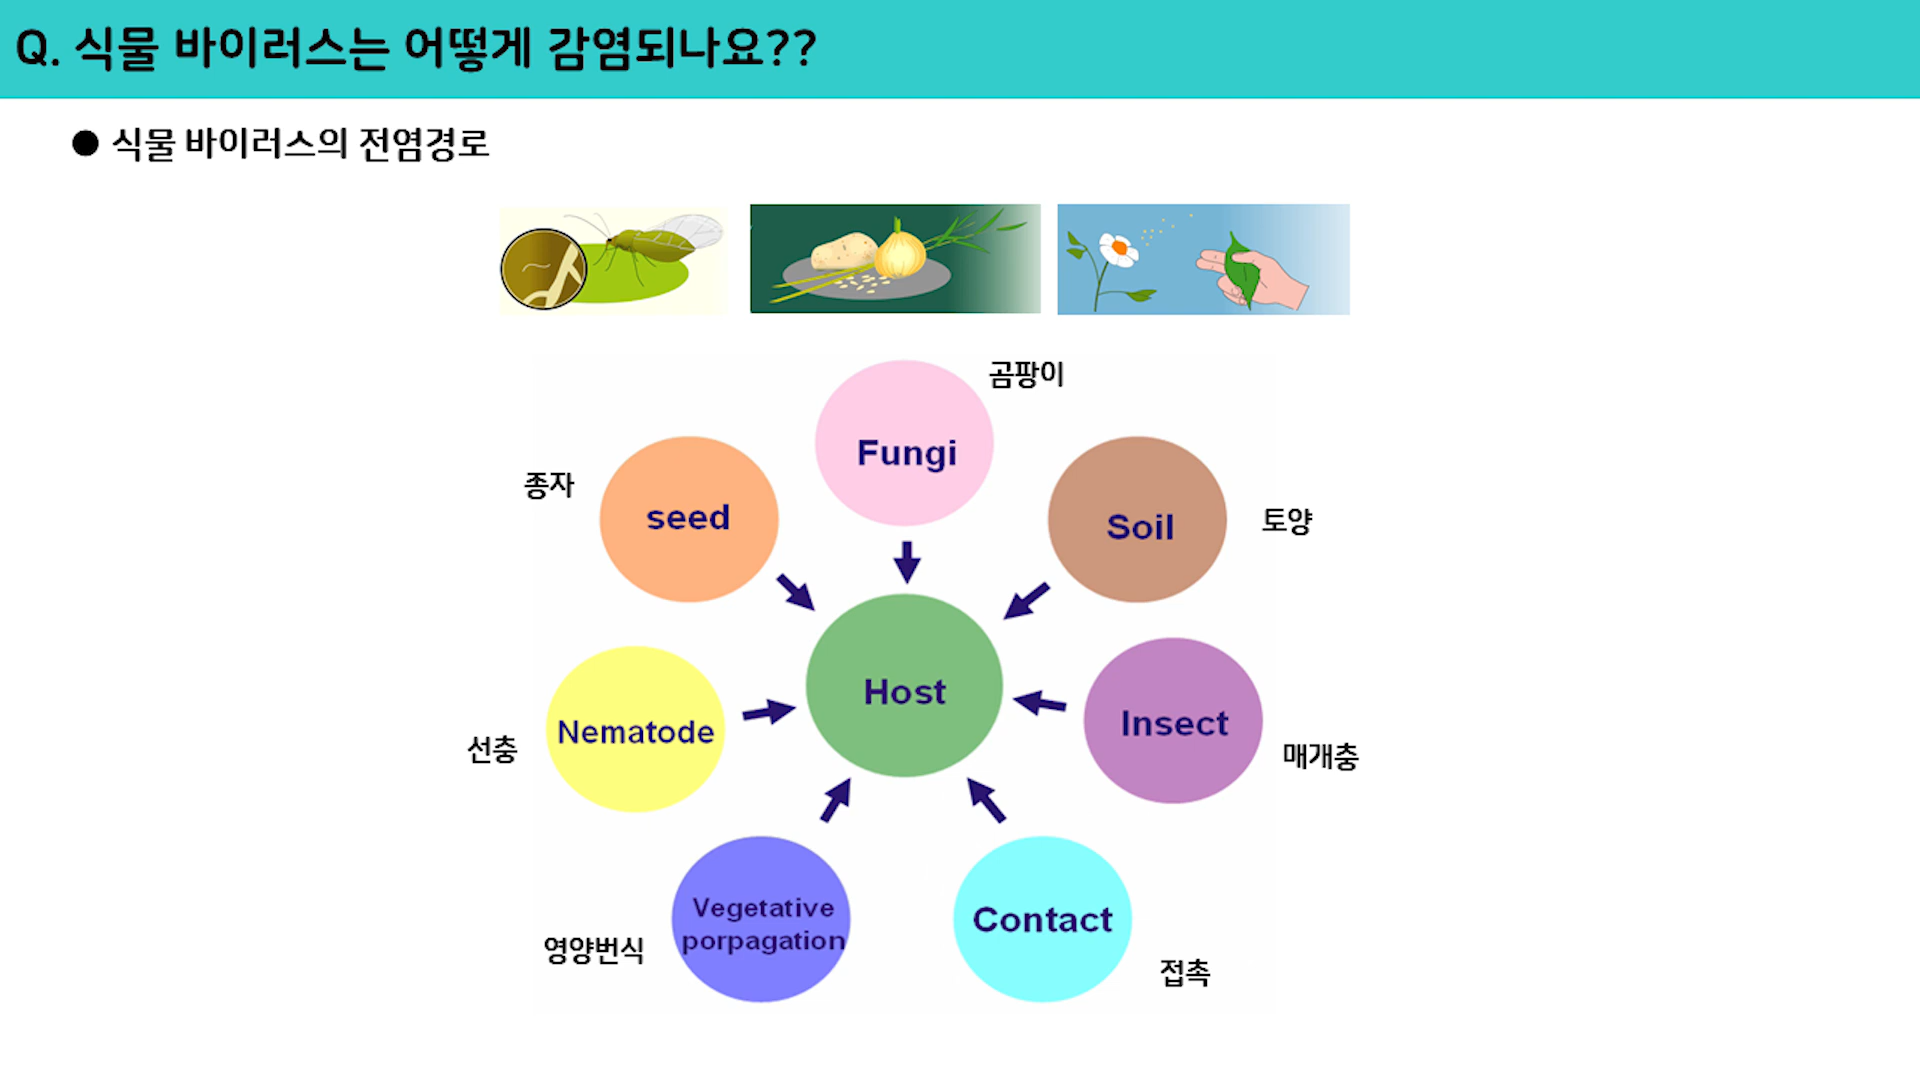 Q. 식물 바이러스는 어떻게 감염되나요??
● 식물 바이러스의 전염경로
곰팡이
Fungi
종자
seed
Soil
토양
Host
Nematode
선충
Insect
매개충
Vegetative
porpagation
영양번식
Contact
접촉